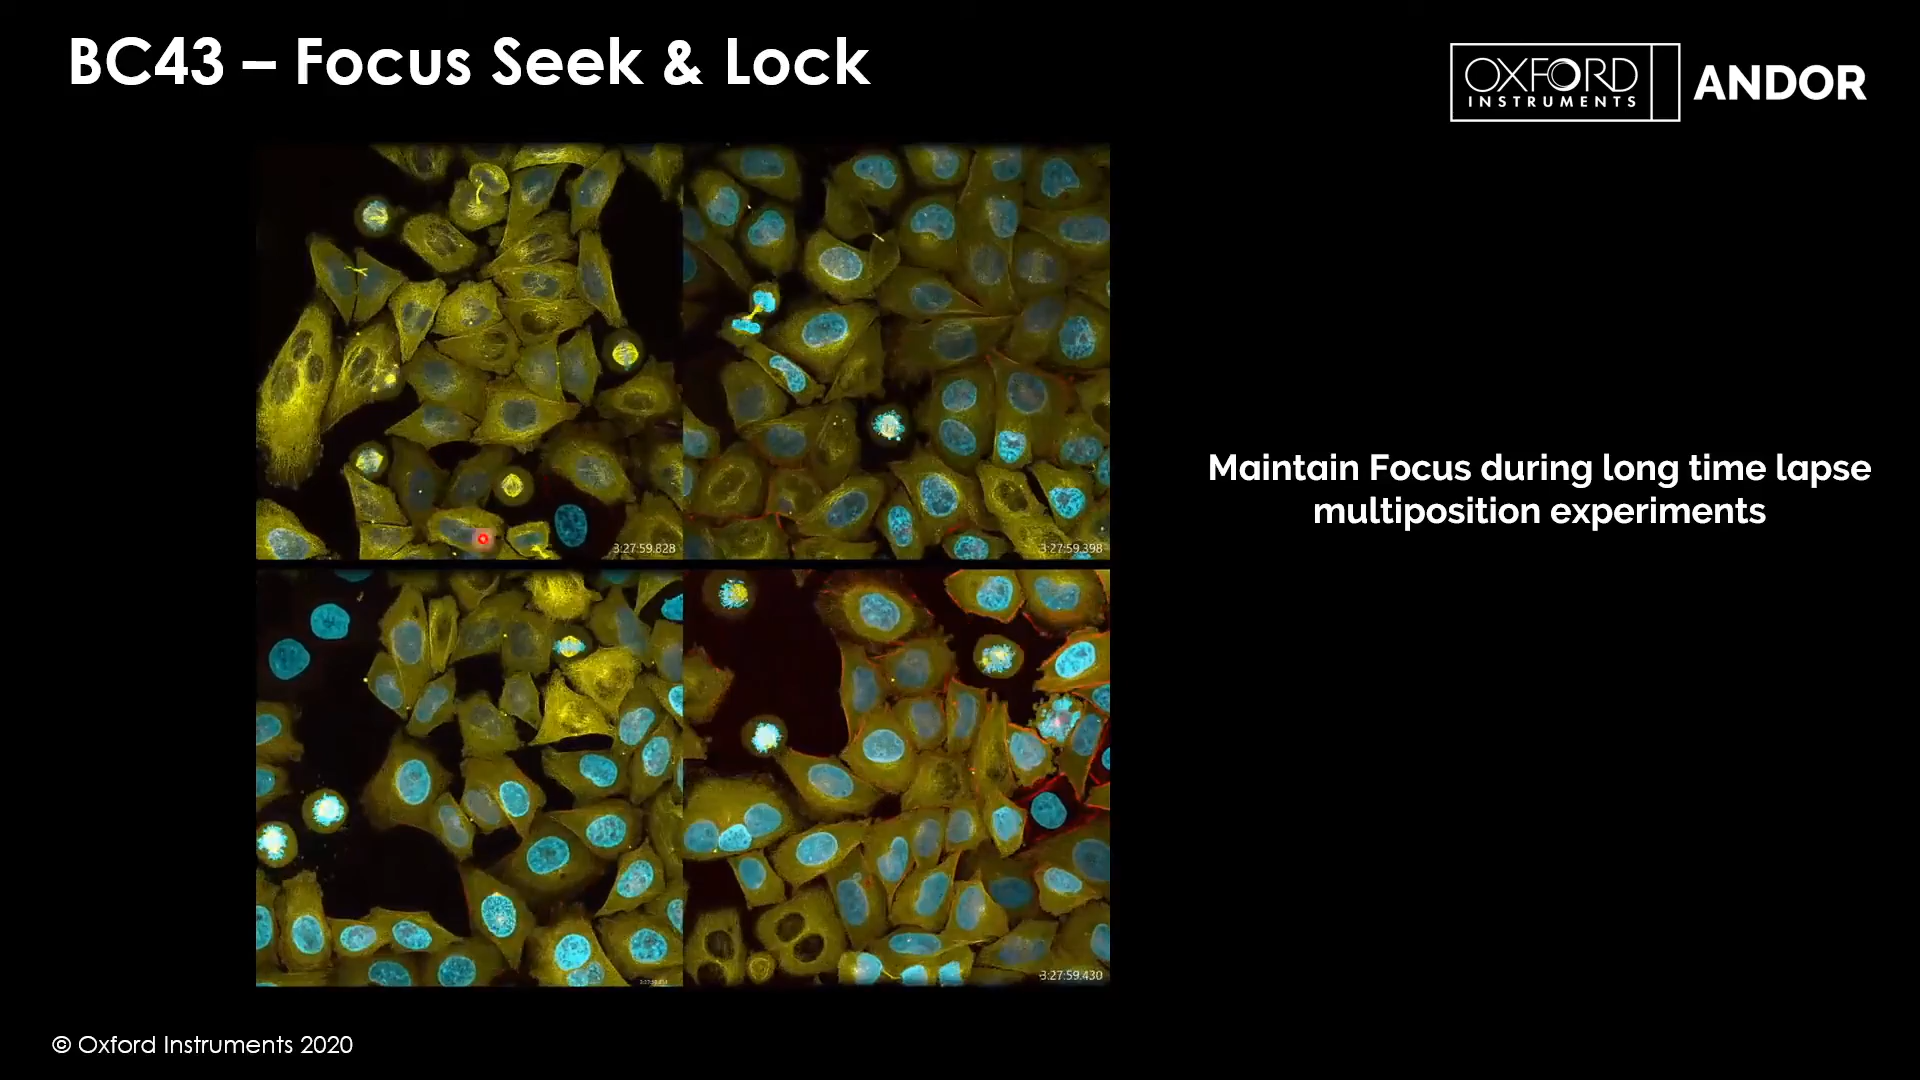 BC43 – Focus Seek & Lock
OXFORD
INSTRUMENTS
ANDOR
3:27:59.828
3:27:59.398
Maintain Focus during long time lapse
multiposition experiments
3:27:59.430
© Oxford Instruments 2020